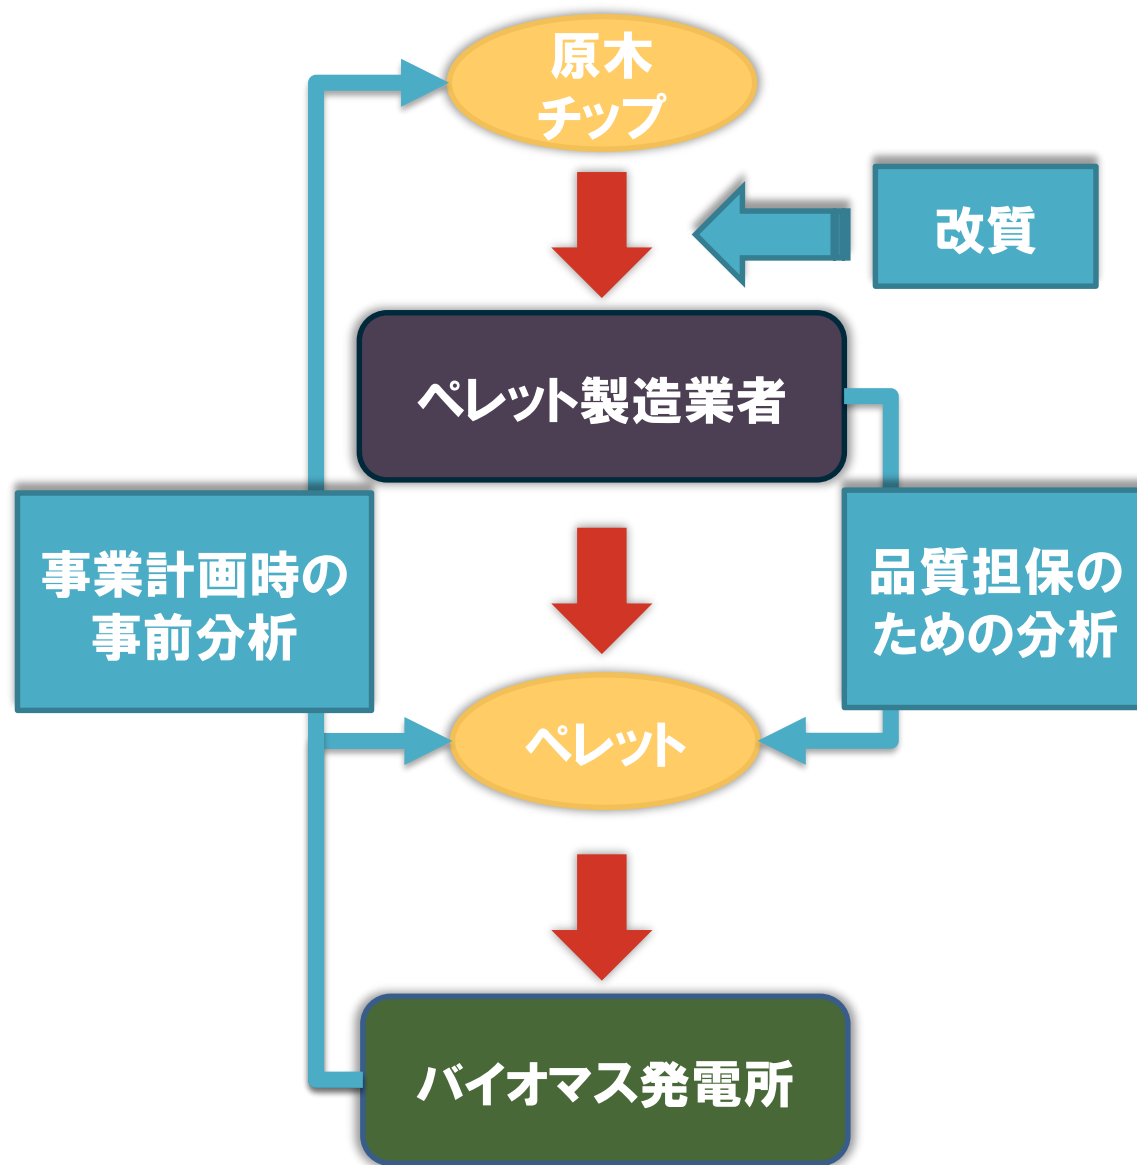 原木
チップ
改質
ペレット製造業者
事業計画時の
事前分析
品質担保の
ための分析
ペレット
バイオマス発電所